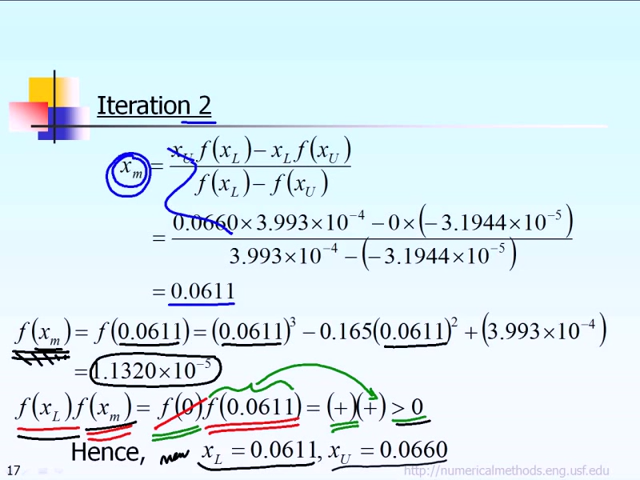 Iteration 2
x_m = (x_U f(x_L) − x_L f(x_U)) / (f(x_L) − f(x_U))
= (0.0660 × 3.993 × 10^−4 − 0 × (−3.1944 × 10^−5)) / (3.993 × 10^−4 − (−3.1944 × 10^−5))
= 0.0611
f(x_m) = f(0.0611) = (0.0611)^3 − 0.165(0.0611)^2 + (3.993 × 10^−4)
= 1.1320 × 10^−5
f(x_L) f(x_m) = f(0) f(0.0611) = (+)(+) > 0
Hence, new x_L = 0.0611, x_U = 0.0660
17 http://numericalmethods.eng.usf.edu